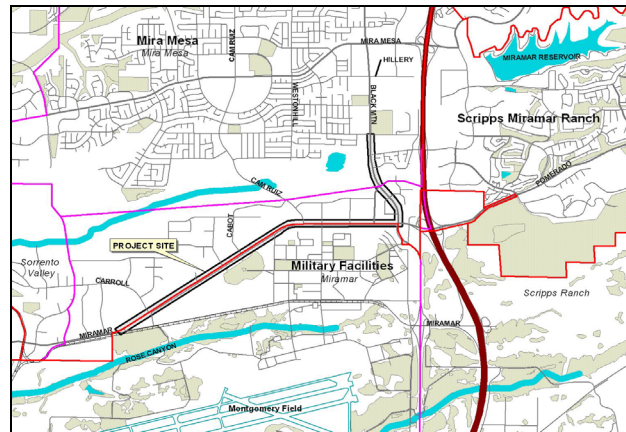 Mira Mesa
Mira Mesa
CAM RUIZ
MIRA MESA
HILLERY
MIRAMAR RESERVOIR
WESTONHILL
BLACK MTN
Scripps Miramar Ranch
POMERADO
CAM RUIZ
CABOT
PROJECT SITE
Sorrento
Valley
CARROLL
Military Facilities
Miramar
Scripps Ranch
MIRAMAR
MIRAMAR
ROSE CANYON
Montgomery Field